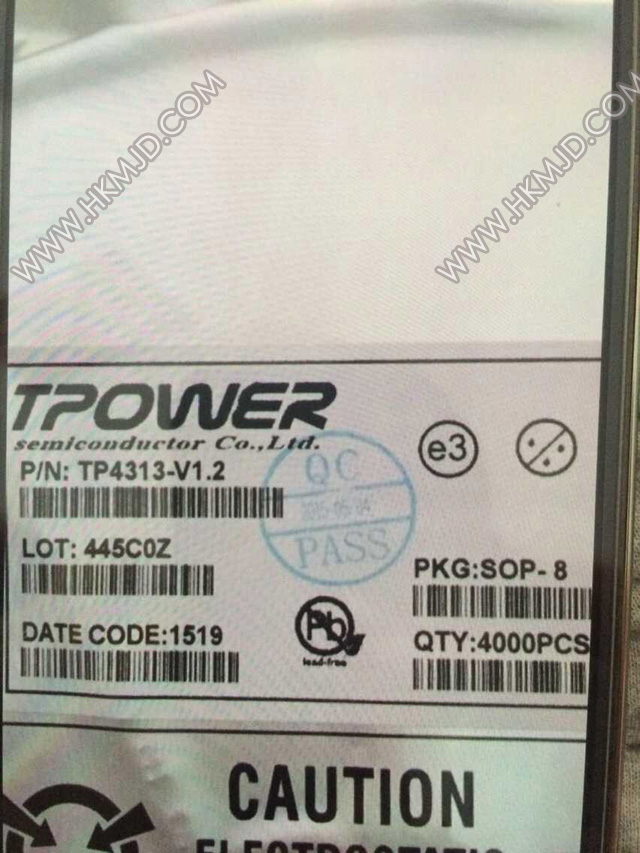 WWW.HKMJD.COM
WWW.HKMJD.COM
TPOWER
semiconductor Co.,Ltd.
P/N: TP4313-V1.2
e3
QC
PASS
LOT: 445C0Z
PKG:SOP- 8
DATE CODE:1519
Pb
lead-free
QTY:4000PCS
CAUTION
ELECTROSTATIC